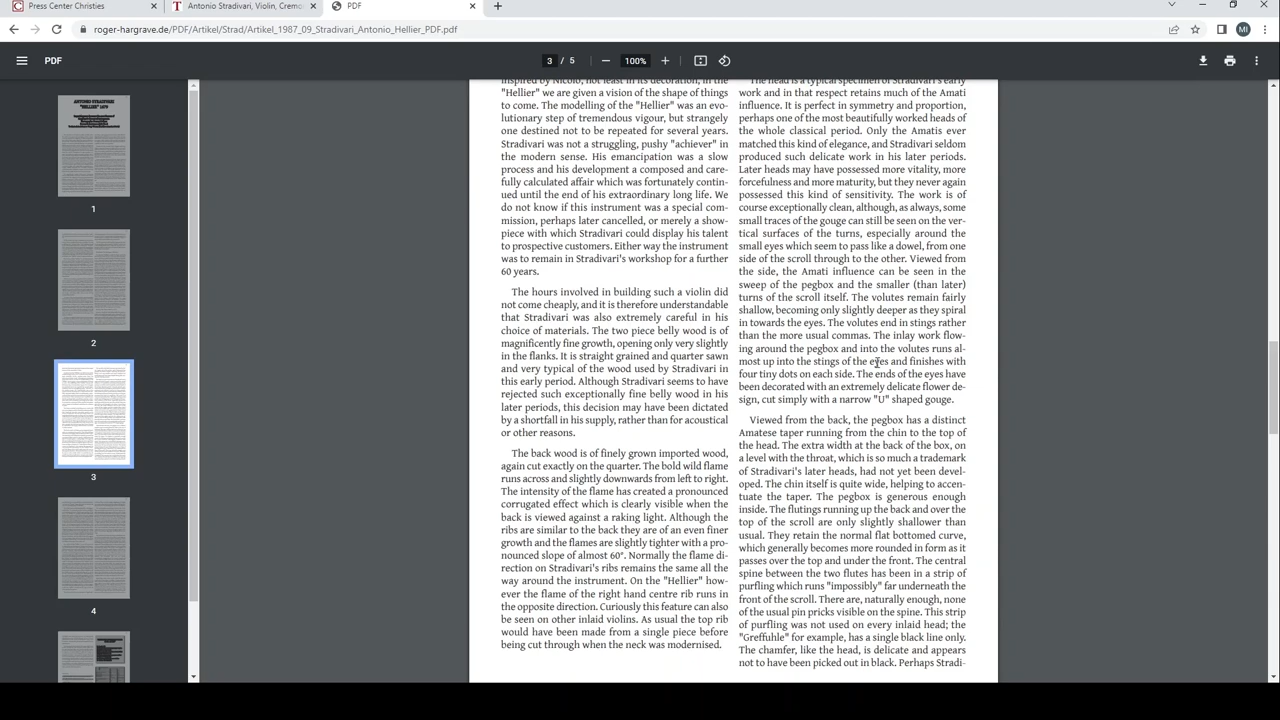 Press Center Christies
Antonio Stradivari, Violin, Cremo
PDF
roger-hargrave.de/PDF/Artikel/Strad/Artikel_1987_09_Stradivari_Antonio_Hellier_PDF.pdf
MI
PDF
3 / 5
100%
ANTONIO STRADIVARI
"HELLIER" 1679
1
2
3
4
inspired by Nicolo, not least in its decoration, in the
"Hellier" we are given a vision of the shape of things
to come. The modelling of the "Hellier" was an evo-
lutionary step of tremendous vigour, but strangely
one destined not to be repeated for several years.
Stradivari was not a struggling, pushy "achiever" in
the modern sense. His emancipation was a slow
process and his development a composed and care-
fully calculated affair which was fortunately contin-
ued until the end of his extraordinary long life. We
do not know if this instrument was a special com-
mission, perhaps later cancelled, or merely a show-
piece with which Stradivari could display his talent
to prospective customers. Either way the instrument
was to remain in Stradivari's workshop for a further
60 years.
The hours involved in building such a violin did
not come cheaply, and it is therefore understandable
that Stradivari was also extremely careful in his
choice of materials. The two piece belly wood is of
magnificently fine growth, opening only very slightly
in the flanks. It is straight grained and quarter sawn
and very typical of the wood used by Stradivari in
this early period. Although Stradivari seems to have
rejected such exceptionally fine belly wood in his
later periods, this decision may have been dictated
by a shortfall in his supply, rather than for acoustical
or other reasons.
The back wood is of finely grown imported wood,
again cut exactly on the quarter. The bold wild flame
runs across and slightly downwards from left to right.
The intensity of the flame has created a pronounced
corrugated effect which is clearly visible when the
back is viewed against a raking light. Although the
ribs are similar to the back they are of an even finer
growth and the flames are slightly tighter with a pro-
nounced slope of almost 60°. Normally the flame di-
rection on Stradivari's ribs remains the same all the
way around the instrument. On the "Hellier" how-
ever the flame of the right hand centre rib runs in
the opposite direction. Curiously this feature can also
be seen on other inlaid violins. As usual the top rib
would have been made from a single piece before
being cut through when the neck was modernised.
The head is a typical specimen of Stradivari's early
work and in that respect retains much of the Amati
influence. It is perfect in symmetry and proportion,
perhaps one of the most beautifully worked heads of
the whole classical period. Only the Amatis ever
matched this kind of elegance, and Stradivari seldom
produced such delicate work in his later periods.
Later heads may have possessed more vitality, more
forcefulness and more maturity, but they never again
possessed this kind of sensitivity. The work is of
course exceptionally clean, although, as always, some
small traces of the gouge can still be seen on the ver-
tical surfaces of the turns, especially around the
small eyes which seem to pass like a dowel, from one
side of the scroll through to the other. Viewed from
the side, the Amati influence can be seen in the
sweep of the pegbox and the smaller (than later)
turns of the scroll itself. The volutes remain fairly
shallow, becoming only slightly deeper as they spiral
in towards the eyes. The volutes end in stings rather
than the more usual commas. The inlay work flow-
ing around the pegbox and into the volutes runs al-
most up into the stings of the eyes and finishes with
four tiny dots on each side. The ends of the eyes have
been decorated with an extremely delicate flower de-
sign, cut simply with a narrow "U" shaped gouge.
Viewed from the back, the pegbox has a distinct
Amatese taper running from the chin to the top of
the head. The extra width at the back of the box, on
a level with the throat, which is so much a trademark
of Stradivari's later heads, had not yet been devel-
oped. The chin itself is quite wide, helping to accen-
tuate the taper. The pegbox is generous enough
inside. The flutings running up the back and over the
top of the scroll are only slightly shallower than
usual. They retain the normal flat bottomed curve,
which generally becomes more rounded in form as it
passes over the top and under the front. The central
spine between the two flutes has been in a strip of
purfling which runs "impossibly" far underneath the
front of the scroll. There are, naturally enough, none
of the usual pin pricks visible on the spine. This strip
of purfling was not used on every inlaid head; the
"Greffuhle" for example, has a single black line only.
The chamfer, like the head, is delicate and appears
not to have been picked out in black. Perhaps Stradi-